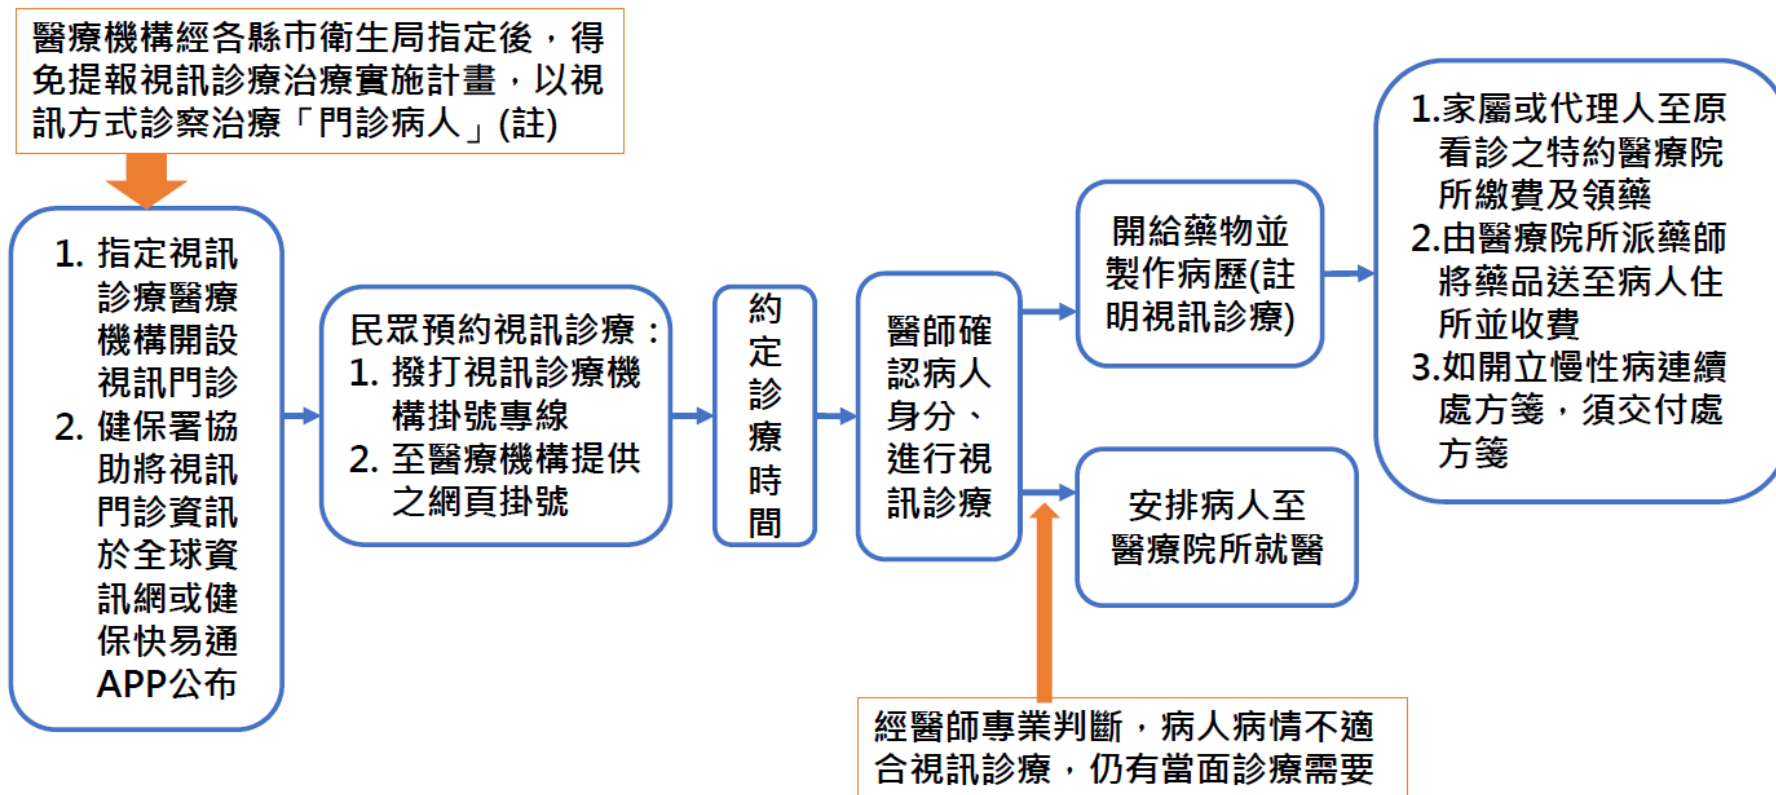 醫療機構經各縣市衛生局指定後，得
免提報視訊診療治療實施計畫，以視
訊方式診察治療「門診病人」(註)
1. 指定視訊
診療醫療
機構開設
視訊門診
2. 健保署協
助將視訊
門診資訊
於全球資
訊網或健
保快易通
APP公布
民眾預約視訊診療：
1. 撥打視訊診療機
構掛號專線
2. 至醫療機構提供
之網頁掛號
約定診療時間
醫師確
認病人
身分、
進行視
訊診療
開給藥物並
製作病歷(註
明視訊診療)
1.家屬或代理人至原
看診之特約醫療院
所繳費及領藥
2.由醫療院所派藥師
將藥品送至病人住
所並收費
3.如開立慢性病連續
處方箋，須交付處
方箋
安排病人至
醫療院所就醫
經醫師專業判斷，病人病情不適
合視訊診療，仍有當面診療需要